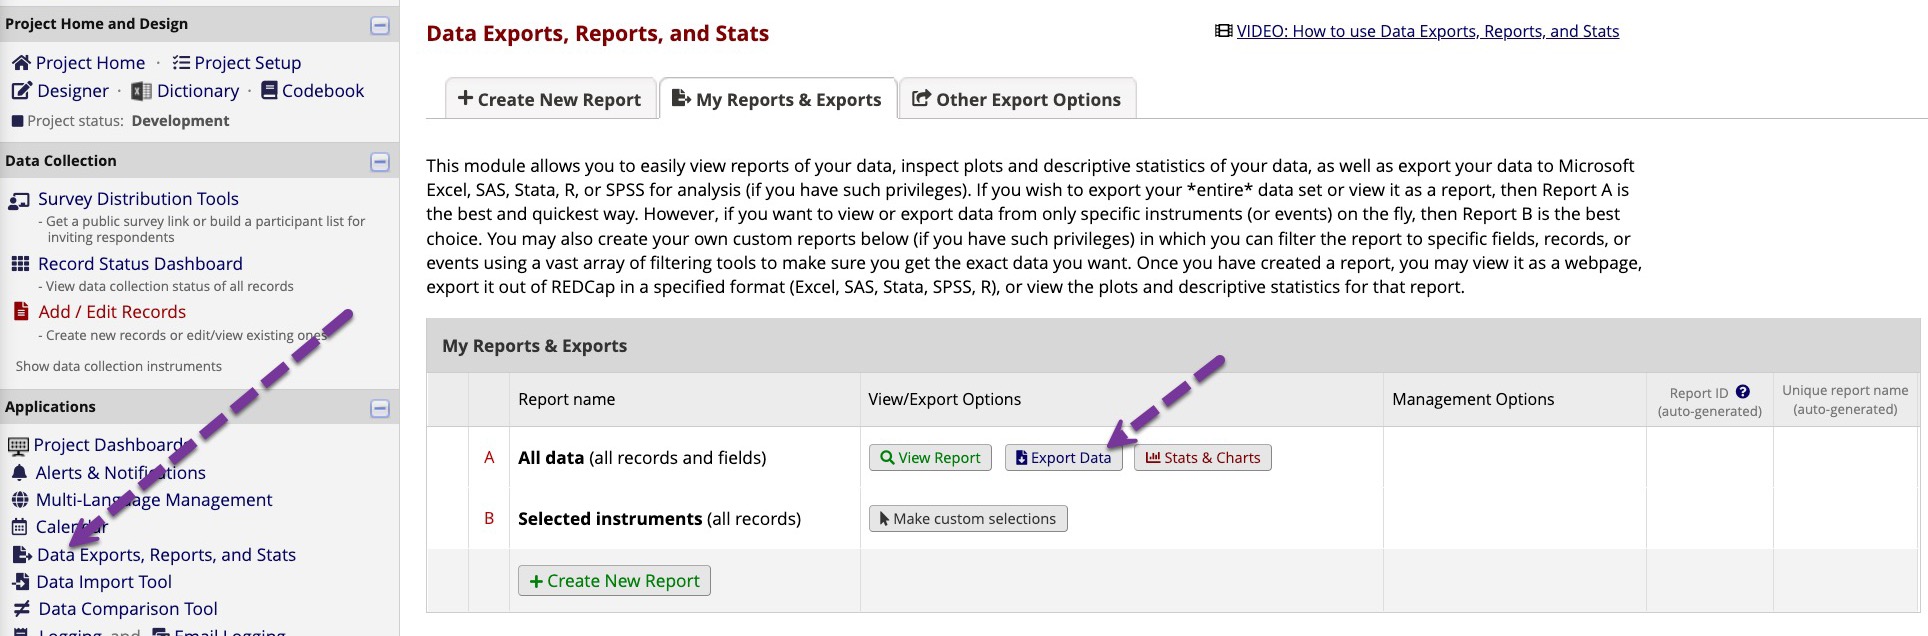 Project Home and Design
Project Home · Project Setup
Designer · Dictionary · Codebook
Project status: Development
Data Collection
Survey Distribution Tools
- Get a public survey link or build a participant list for
inviting respondents
Record Status Dashboard
- View data collection status of all records
Add / Edit Records
- Create new records or edit/view existing ones
Show data collection instruments
Applications
Project Dashboards
Alerts & Notifications
Multi-Language Management
Calendar
Data Exports, Reports, and Stats
Data Import Tool
Data Comparison Tool
Logging and Email Logging
Data Exports, Reports, and Stats
VIDEO: How to use Data Exports, Reports, and Stats
+ Create New Report
My Reports & Exports
Other Export Options
This module allows you to easily view reports of your data, inspect plots and descriptive statistics of your data, as well as export your data to Microsoft
Excel, SAS, Stata, R, or SPSS for analysis (if you have such privileges). If you wish to export your *entire* data set or view it as a report, then Report A is
the best and quickest way. However, if you want to view or export data from only specific instruments (or events) on the fly, then Report B is the best
choice. You may also create your own custom reports below (if you have such privileges) in which you can filter the report to specific fields, records, or
events using a vast array of filtering tools to make sure you get the exact data you want. Once you have created a report, you may view it as a webpage,
export it out of REDCap in a specified format (Excel, SAS, Stata, SPSS, R), or view the plots and descriptive statistics for that report.
My Reports & Exports
Report name
View/Export Options
Management Options
Report ID ?
(auto-generated)
Unique report name
(auto-generated)
A All data (all records and fields) View Report Export Data Stats & Charts
B Selected instruments (all records) Make custom selections
+ Create New Report